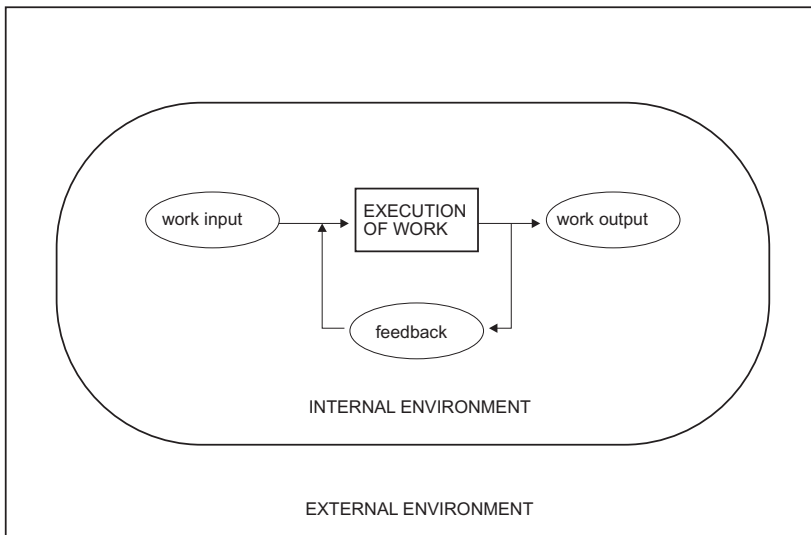 work input
EXECUTION
OF WORK
work output
feedback
INTERNAL ENVIRONMENT
EXTERNAL ENVIRONMENT